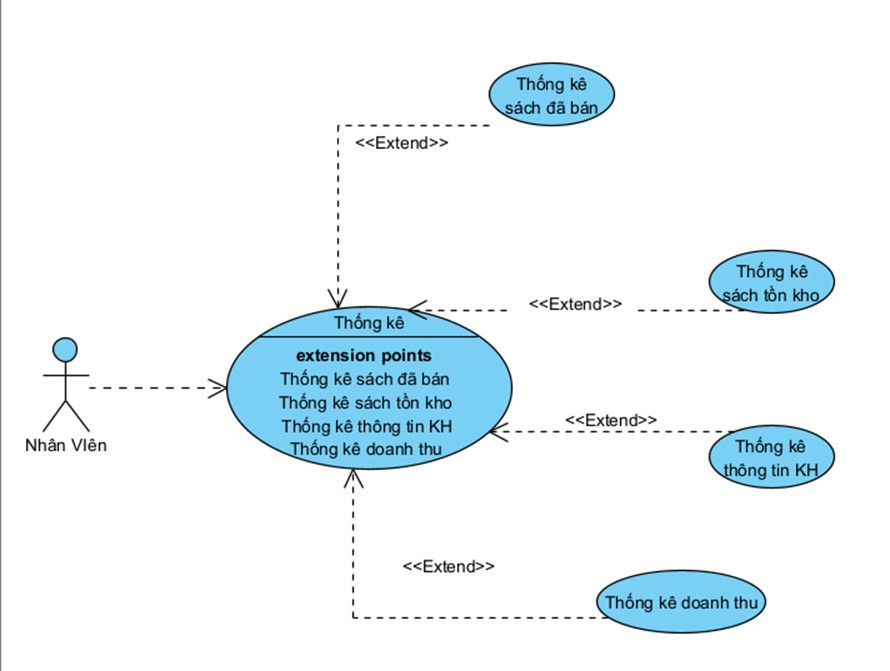 Thống kê
sách đã bán
<<Extend>>
Thống kê
sách tồn kho
<<Extend>>
Thống kê
extension points
Thống kê sách đã bán
Thống kê sách tồn kho
Thống kê thông tin KH
Thống kê doanh thu
Nhân VIên
<<Extend>>
Thống kê
thông tin KH
<<Extend>>
Thống kê doanh thu